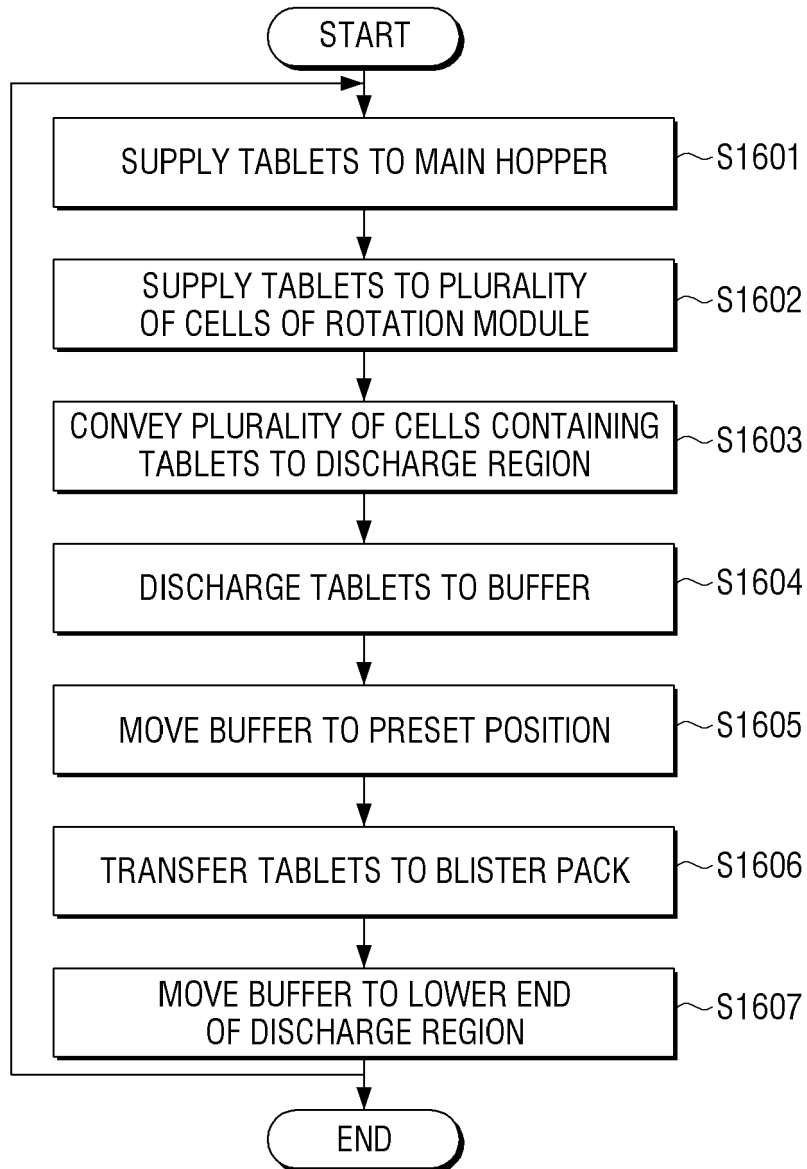 START
SUPPLY TABLETS TO MAIN HOPPER
S1601
SUPPLY TABLETS TO PLURALITY
OF CELLS OF ROTATION MODULE
S1602
CONVEY PLURALITY OF CELLS CONTAINING
TABLETS TO DISCHARGE REGION
S1603
DISCHARGE TABLETS TO BUFFER
S1604
MOVE BUFFER TO PRESET POSITION
S1605
TRANSFER TABLETS TO BLISTER PACK
S1606
MOVE BUFFER TO LOWER END
OF DISCHARGE REGION
S1607
END